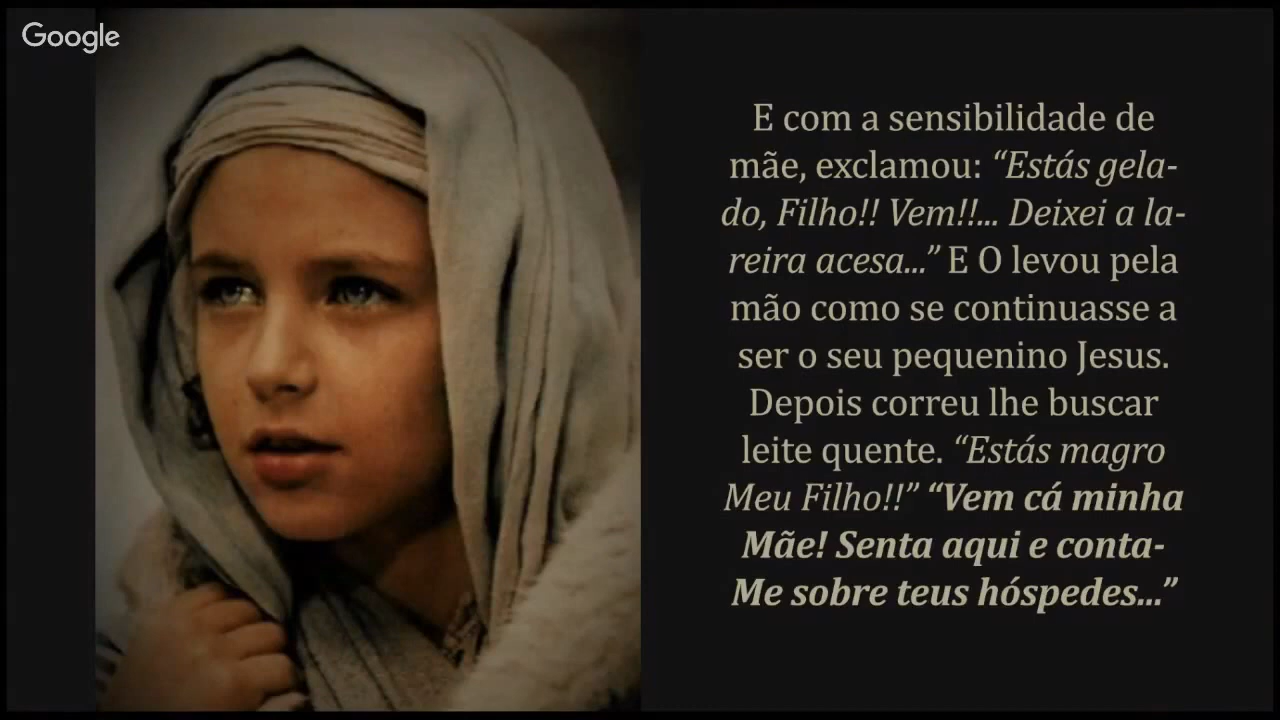 Google
E com a sensibilidade de
mãe, exclamou: “Estás gela-
do, Filho!! Vem!!... Deixei a la-
reira acesa...” E O levou pela
mão como se continuasse a
ser o seu pequenino Jesus.
Depois correu lhe buscar
leite quente. “Estás magro
Meu Filho!!” “Vem cá minha
Mãe! Senta aqui e conta-
Me sobre teus hóspedes...”